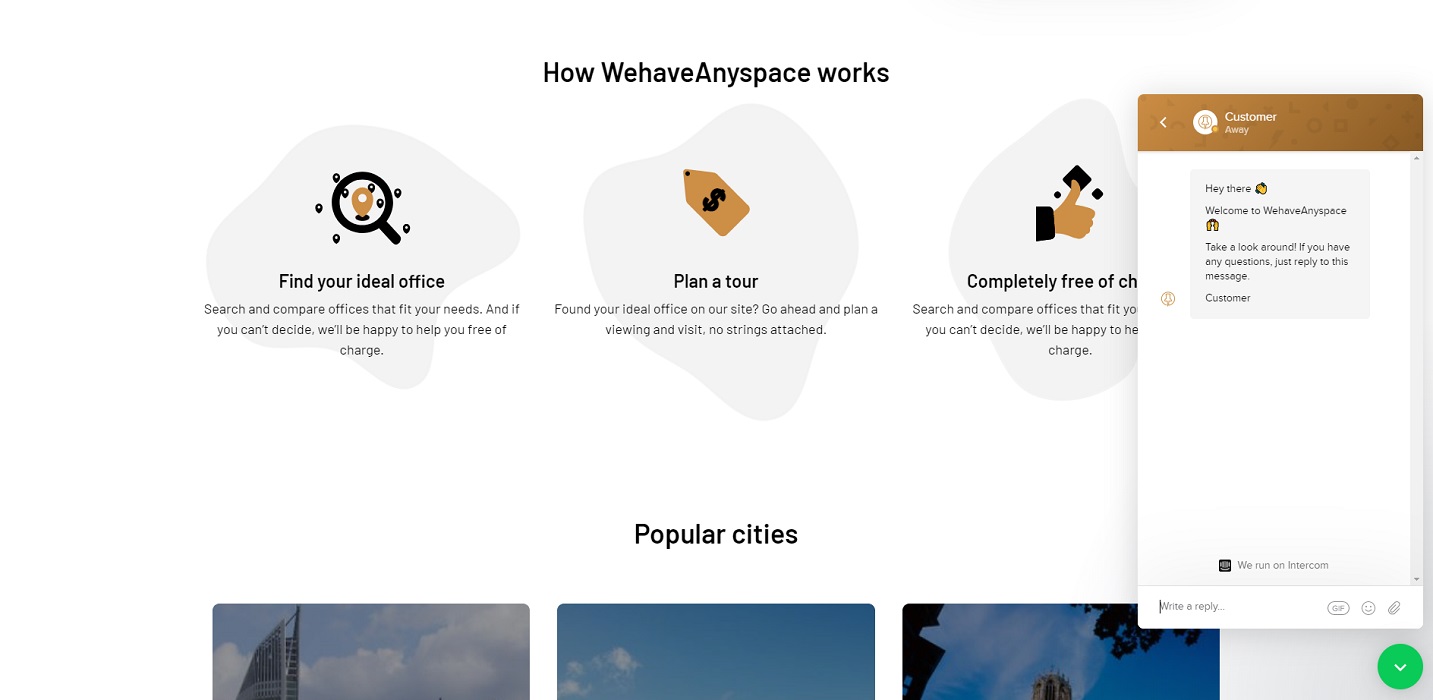 How WehaveAnyspace works
Find your ideal office
Search and compare offices that fit your needs. And if
you can't decide, we'll be happy to help you free of
charge.
Plan a tour
Found your ideal office on our site? Go ahead and plan a
viewing and visit, no strings attached.
Completely free of ch
Search and compare offices that fit yo
you can't decide, we'll be happy to he
charge.
Popular cities
Customer
Away
Hey there
Welcome to WehaveAnyspace
Take a look around! If you have
any questions, just reply to this
message.
Customer
We run on Intercom
Write a reply...
GIF